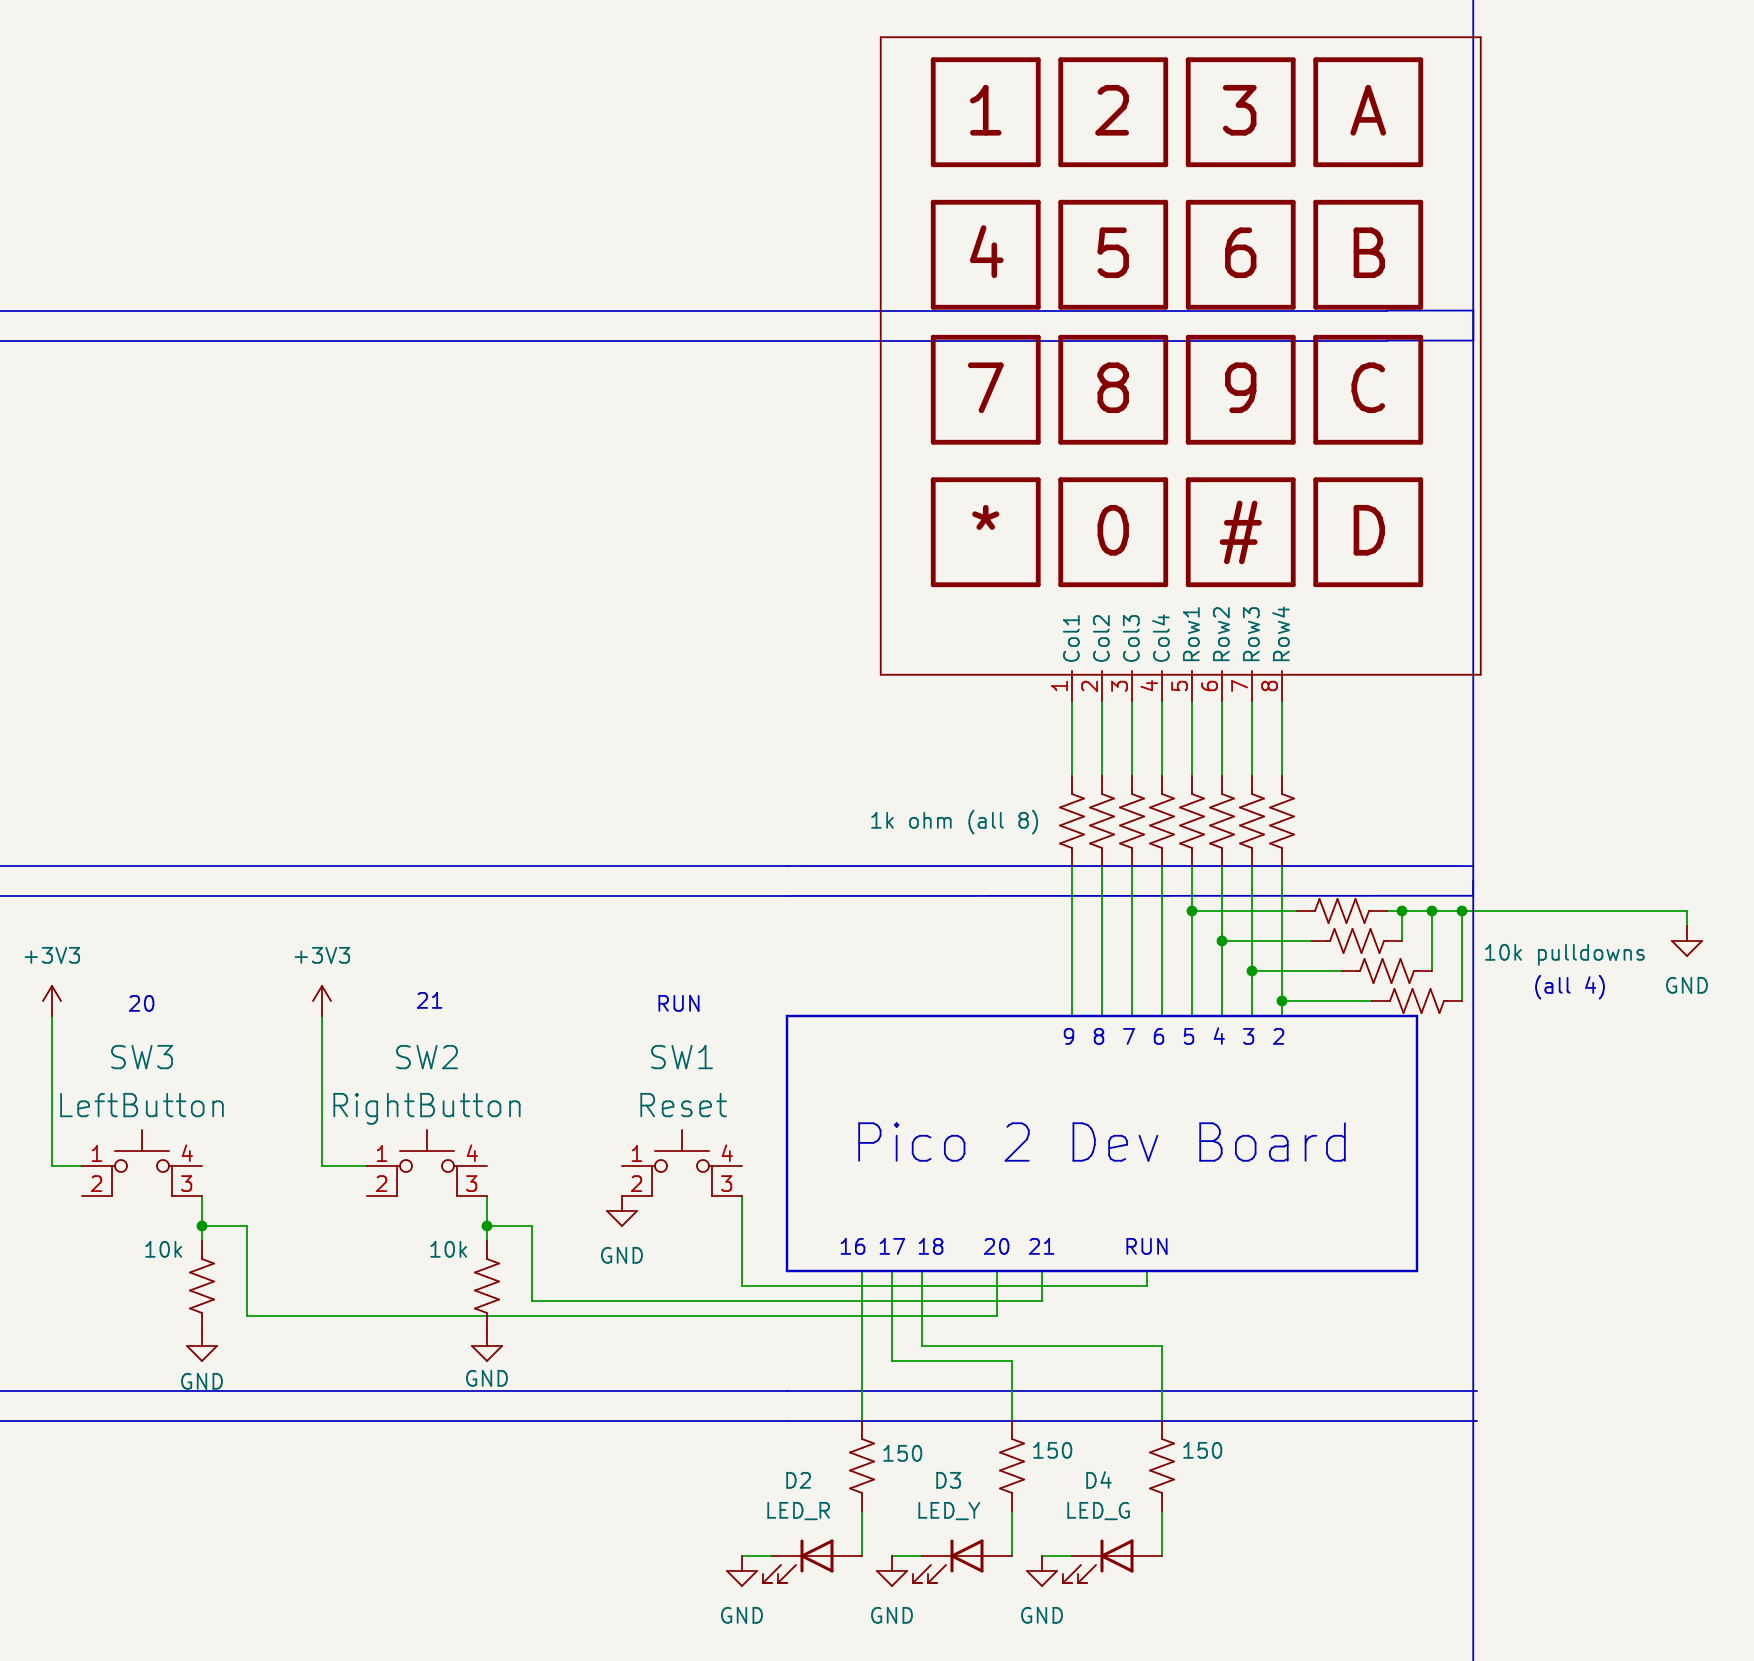 1 2 3 A
4 5 6 B
7 8 9 C
* 0 # D
Col1 Col2 Col3 Col4 Row1 Row2 Row3 Row4
1 2 3 4 5 6 7 8
1k ohm (all 8)
10k pulldowns
(all 4)
GND
+3V3
20
+3V3
21
RUN
SW3
LeftButton
1 4
2 3
SW2
RightButton
1 4
2 3
SW1
Reset
1 4
2 3
9 8 7 6 5 4 3 2
Pico 2 Dev Board
16 17 18 20 21 RUN
10k
10k
GND
GND
GND
150
150
150
D2
LED_R
D3
LED_Y
D4
LED_G
GND
GND
GND